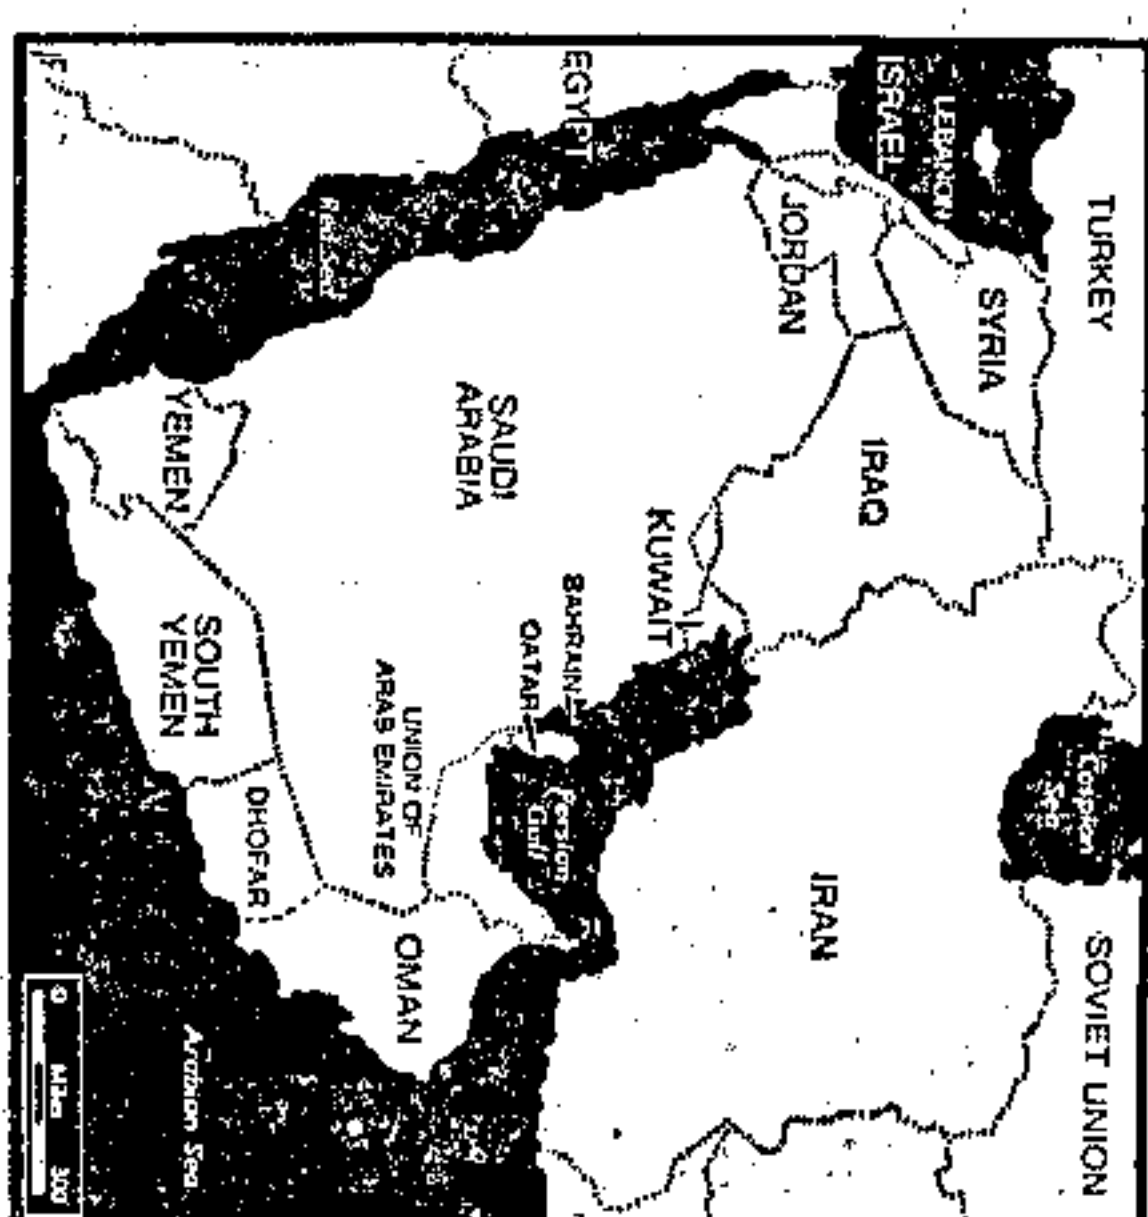 TURKEY
SOVIET UNION
Caspian
Sea
LEBANON
SYRIA
ISRAEL
IRAQ
IRAN
JORDAN
KUWAIT
EGYPT
BAHRAIN
QATAR
Persian
Gulf
SAUDI
ARABIA
UNION OF
ARAB EMIRATES
OMAN
Red Sea
DHOFAR
YEMEN
SOUTH
YEMEN
Arabian Sea
0 Miles 300